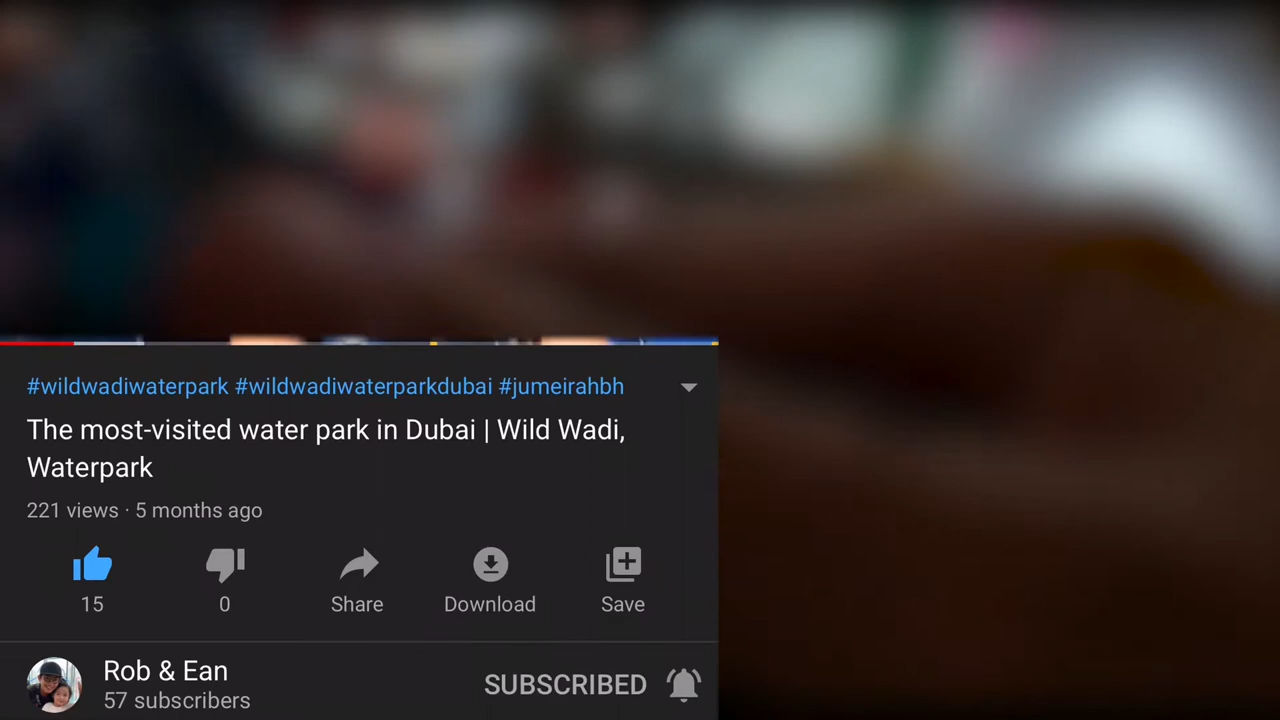 #wildwadiwaterpark #wildwadiwaterparkdubai #jumeirahbh
The most-visited water park in Dubai | Wild Wadi,
Waterpark
221 views · 5 months ago
15
0
Share
Download
Save
Rob & Ean
57 subscribers
SUBSCRIBED